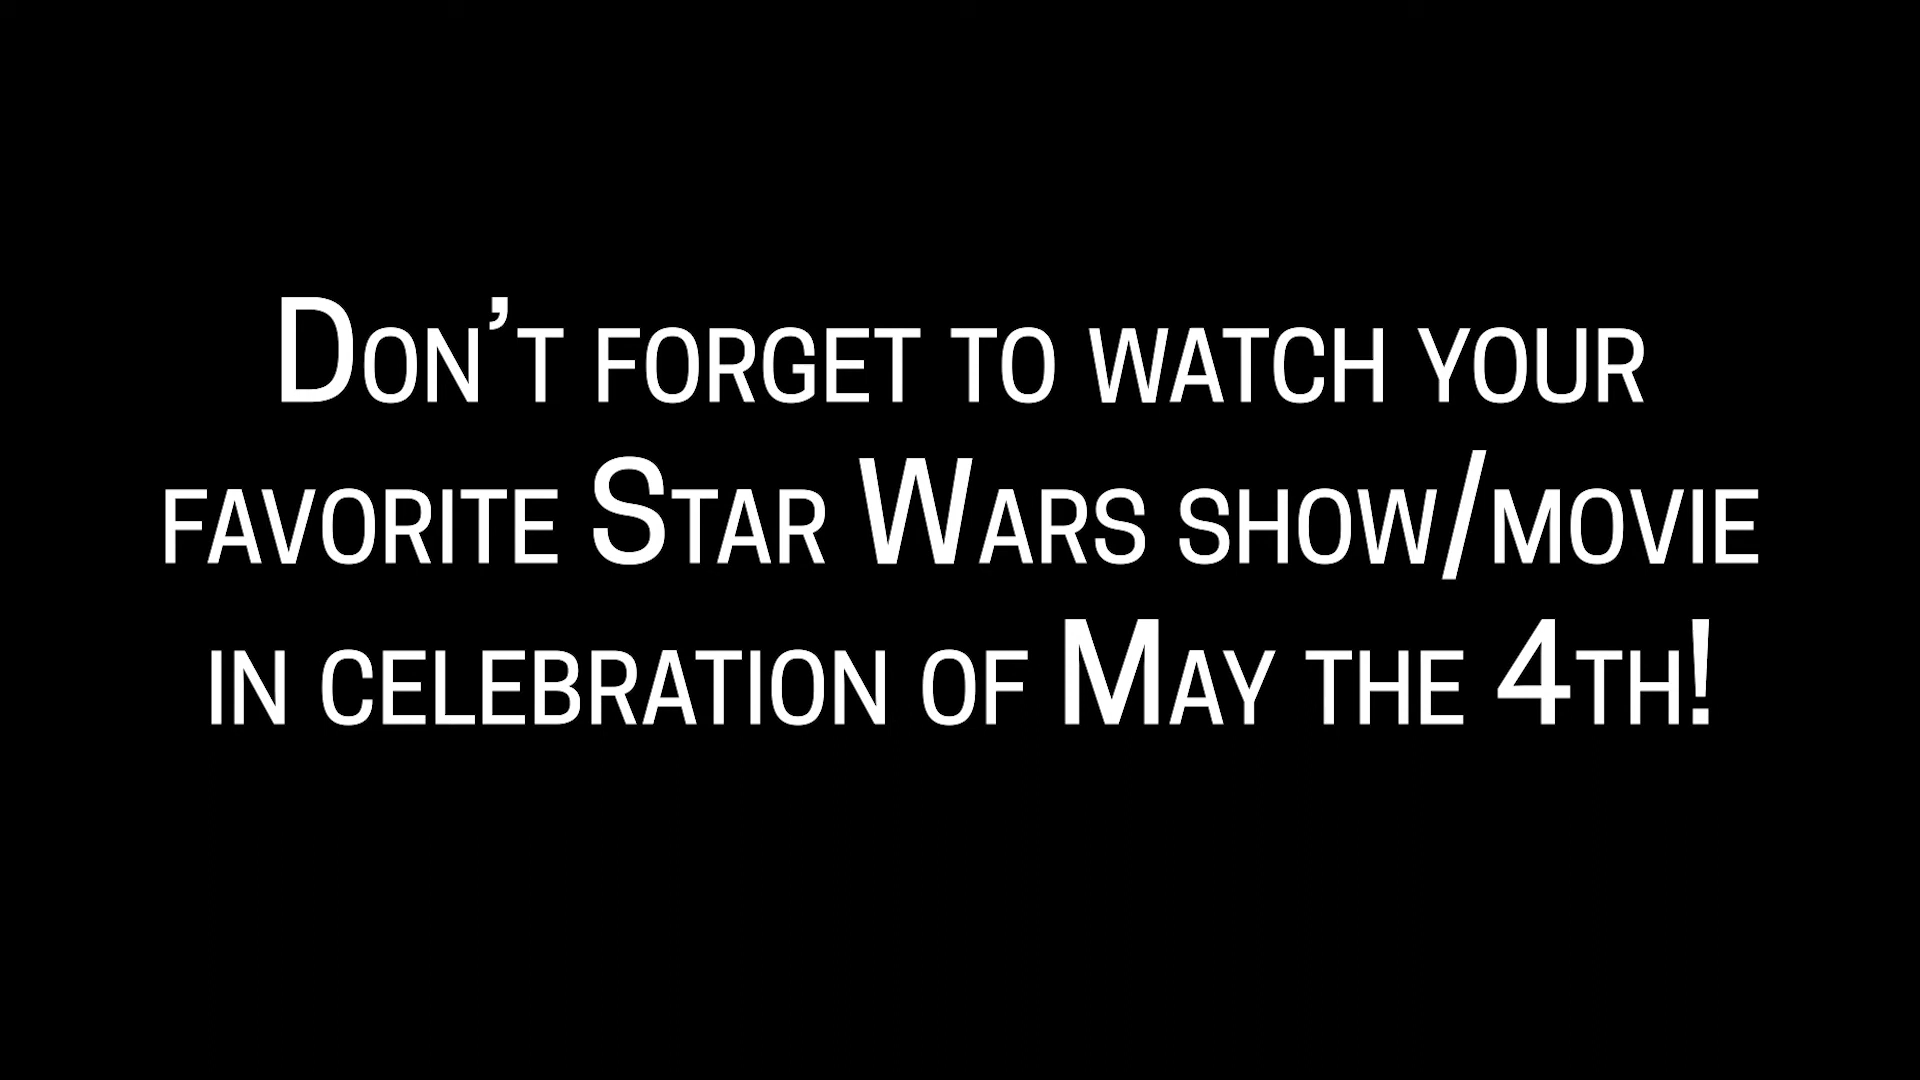 Don’t forget to watch your
favorite Star Wars show/movie
in celebration of May the 4th!